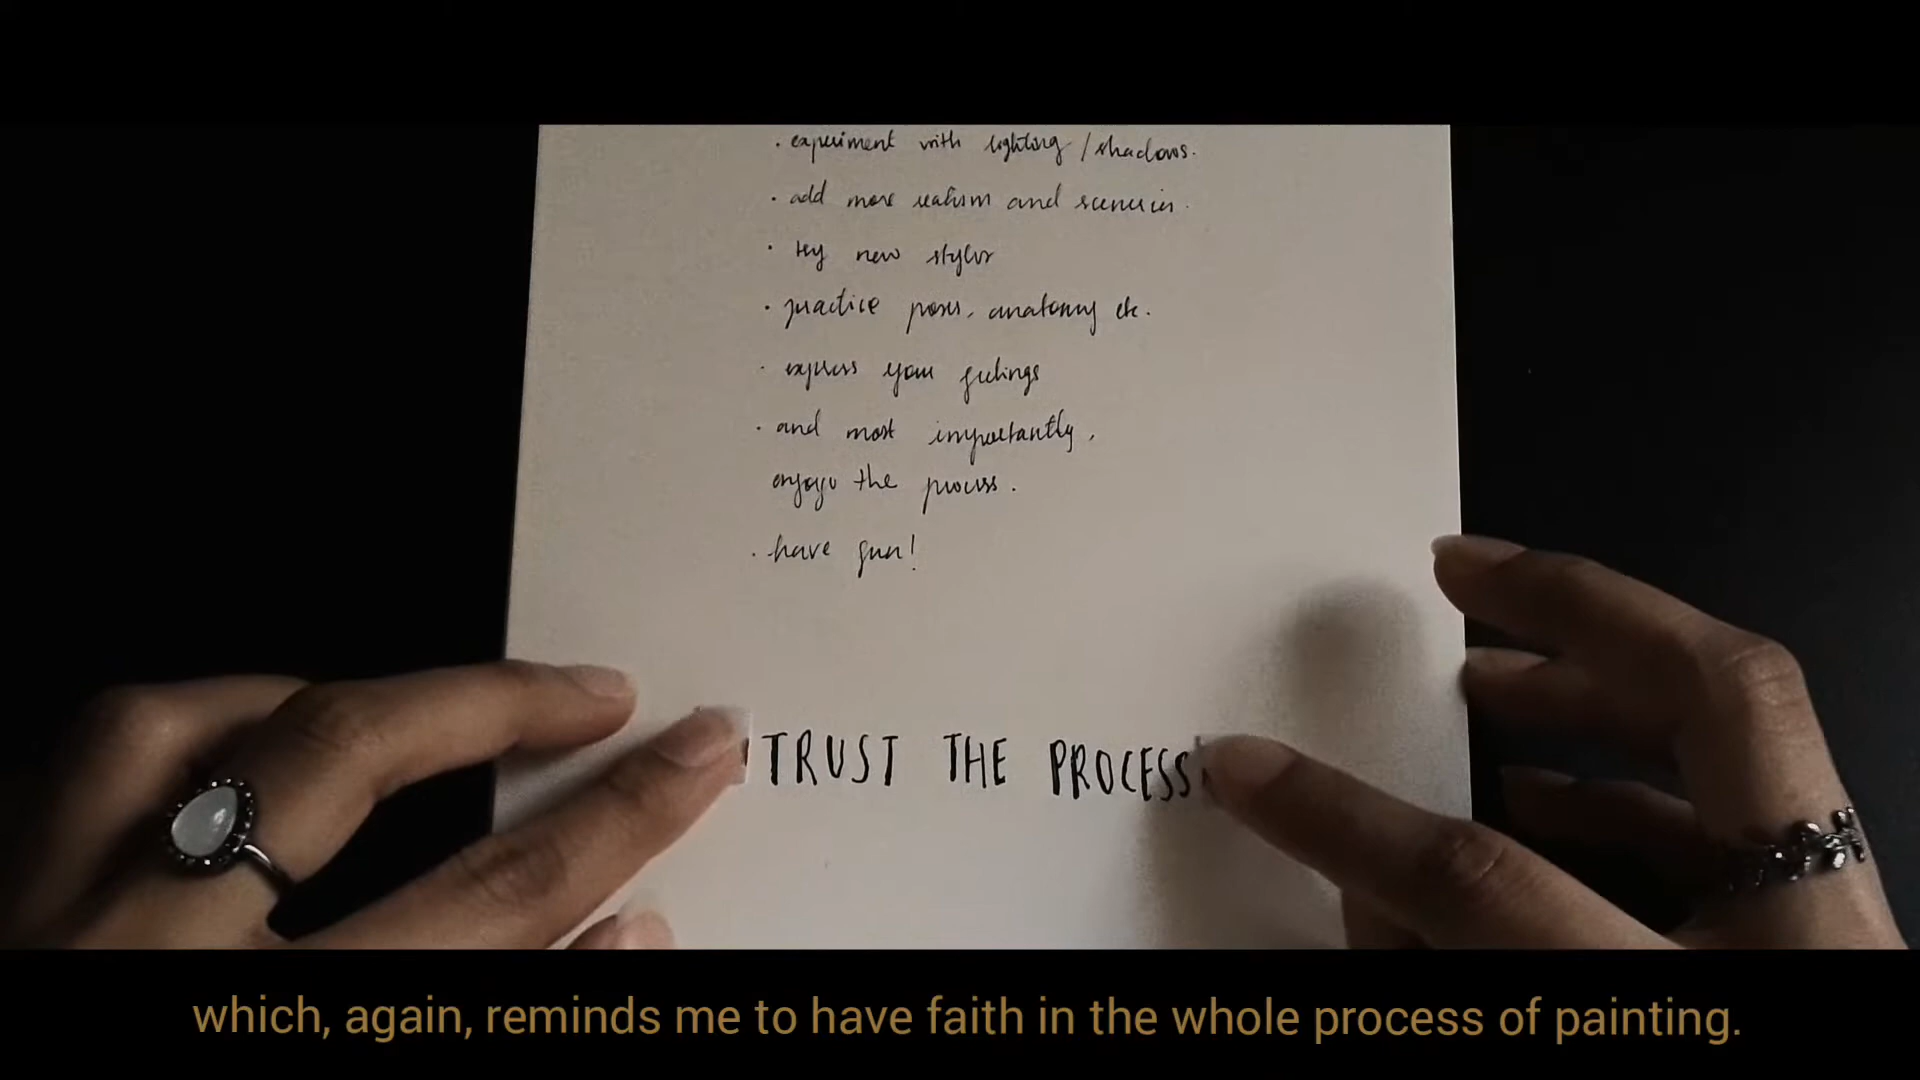 · experiment with lighting / shadows.
· add more realism and sceneries.
· try new styles
· practice poses, anatomy etc.
· express your feelings
· and most importantly,
enjoy the process.
· have fun!
TRUST THE PROCESS
which, again, reminds me to have faith in the whole process of painting.